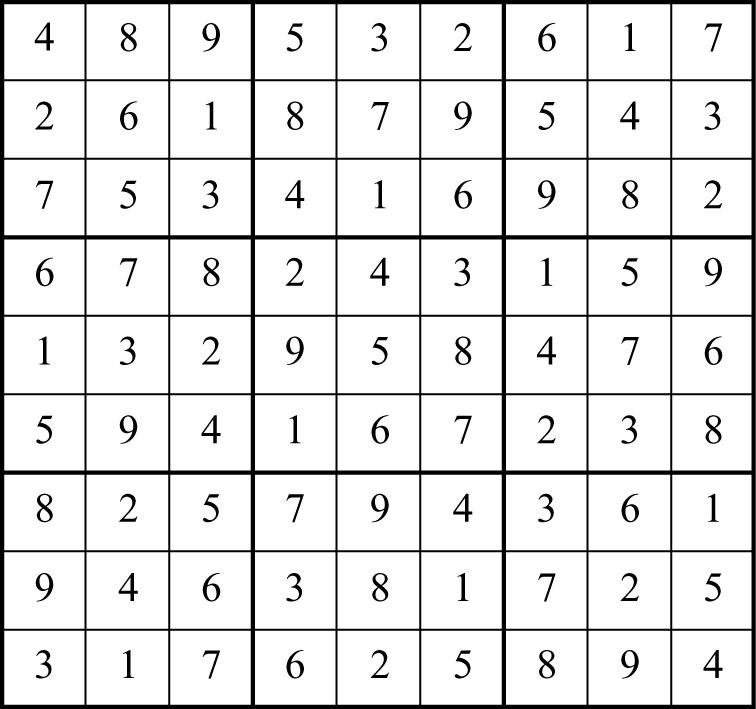 4 8 9 5 3 2 6 1 7
2 6 1 8 7 9 5 4 3
7 5 3 4 1 6 9 8 2
6 7 8 2 4 3 1 5 9
1 3 2 9 5 8 4 7 6
5 9 4 1 6 7 2 3 8
8 2 5 7 9 4 3 6 1
9 4 6 3 8 1 7 2 5
3 1 7 6 2 5 8 9 4